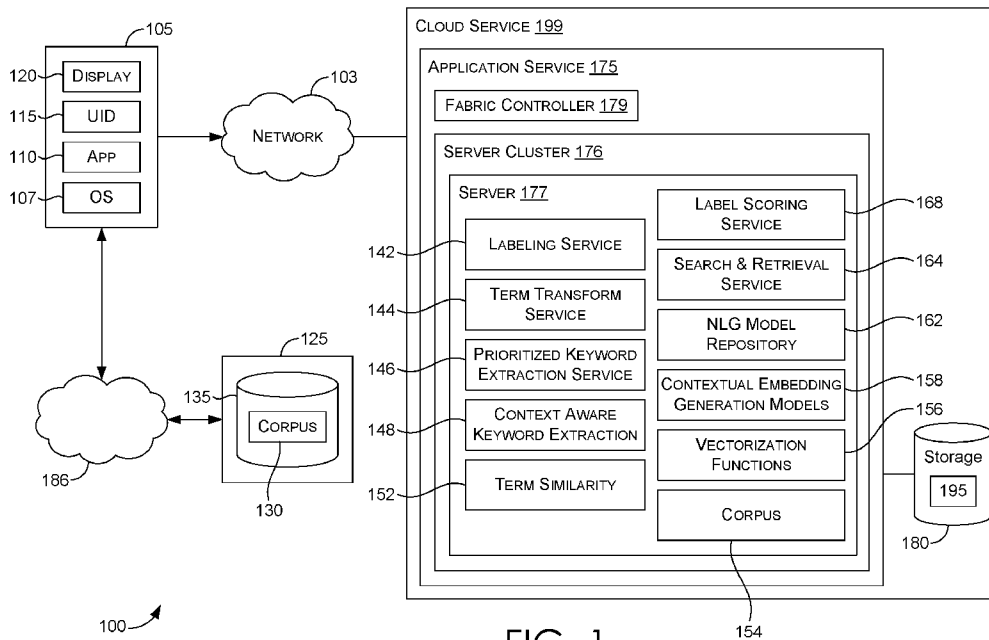 105
120
DISPLAY
115
UID
110
APP
107
OS
103
NETWORK
CLOUD SERVICE 199
APPLICATION SERVICE 175
FABRIC CONTROLLER 179
SERVER CLUSTER 176
SERVER 177
142
LABELING SERVICE
144
TERM TRANSFORM
SERVICE
146
PRIORITIZED KEYWORD
EXTRACTION SERVICE
148
CONTEXT AWARE
KEYWORD EXTRACTION
152
TERM SIMILARITY
LABEL SCORING
SERVICE
168
SEARCH & RETRIEVAL
SERVICE
164
NLG MODEL
REPOSITORY
162
CONTEXTUAL EMBEDDING
GENERATION MODELS
158
VECTORIZATION
FUNCTIONS
156
CORPUS
154
Storage
195
180
125
135
CORPUS
130
186
100
FIG. 1